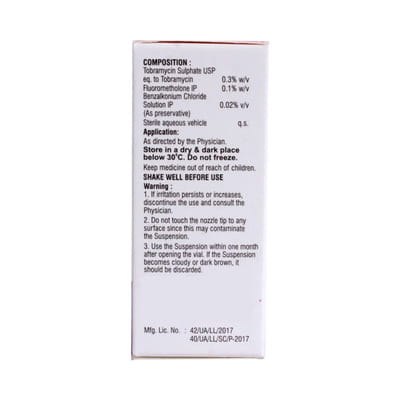 COMPOSITION :
Tobramycin Sulphate USP
eq. to Tobramycin 0.3% w/v
Fluorometholone IP 0.1% w/v
Benzalkonium Chloride
Solution IP 0.02% v/v
(As preservative)
Sterile aqueous vehicle q.s.
Application:
As directed by the Physician.
Store in a dry & dark place
below 30°C. Do not freeze.
Keep medicine out of reach of children.
SHAKE WELL BEFORE USE
Warning :
1. If irritation persists or increases,
discontinue the use and consult the
Physician.
2. Do not touch the nozzle tip to any
surface since this may contaminate
the Suspension.
3. Use the Suspension within one month
after opening the vial. If the Suspension
becomes cloudy or dark brown, it
should be discarded.
Mfg. Lic. No. : 42/UA/LL/2017
40/UA/LL/SC/P-2017